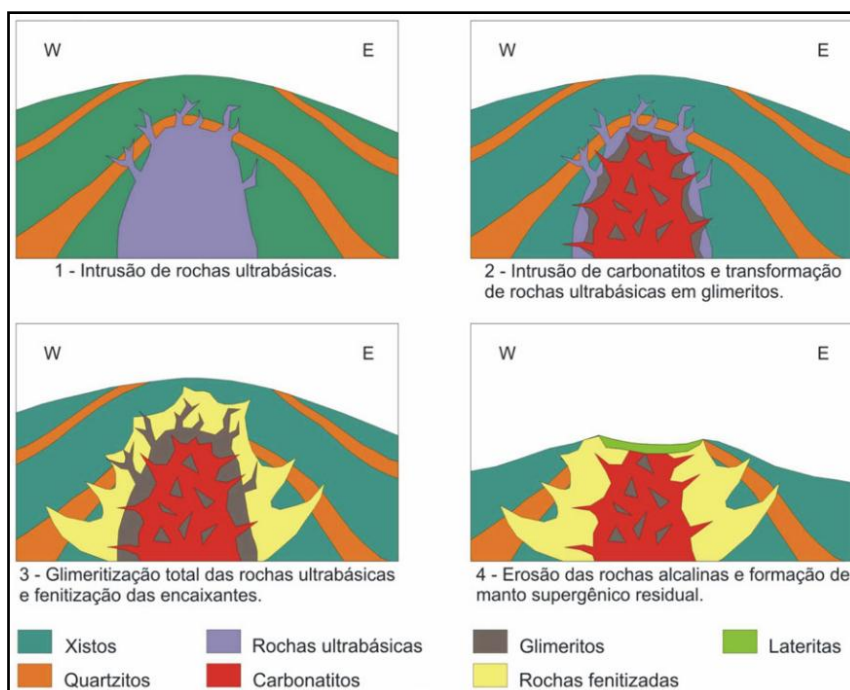 W E
W E
1 - Intrusão de rochas ultrabásicas.
2 - Intrusão de carbonatitos e transformação
de rochas ultrabásicas em glimeritos.
W E
W E
3 - Glimeritização total das rochas ultrabásicas
e fenitização das encaixantes.
4 - Erosão das rochas alcalinas e formação de
manto supergênico residual.
Xistos
Rochas ultrabásicas
Glimeritos
Lateritas
Quartzitos
Carbonatitos
Rochas fenitizadas